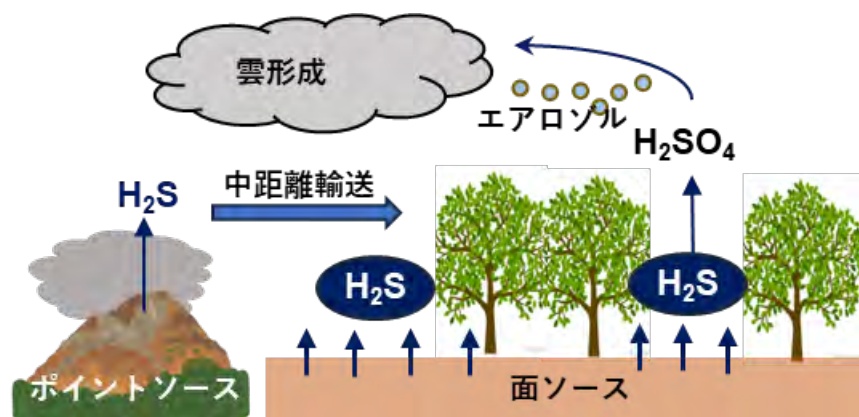 雲形成
エアロゾル
H₂SO₄
H₂S
中距離輸送
H₂S
H₂S
ポイントソース
面ソース